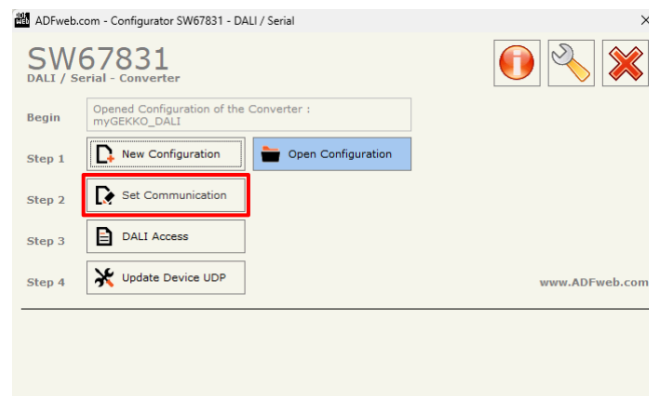 ADFweb.com - Configurator SW67831 - DALI / Serial
SW67831
DALI / Serial - Converter
Begin
Opened Configuration of the Converter :
myGEKKO_DALI
Step 1
New Configuration
Open Configuration
Step 2
Set Communication
Step 3
DALI Access
Step 4
Update Device UDP
www.ADFweb.com